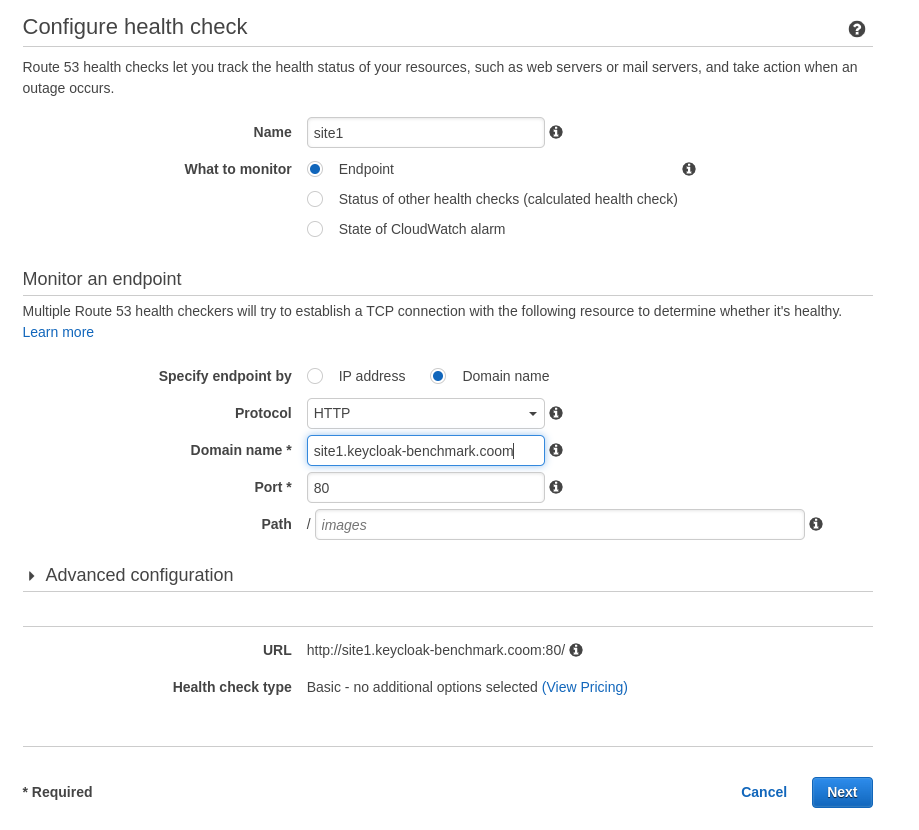 Configure health check
Route 53 health checks let you track the health status of your resources, such as web servers or mail servers, and take action when an
outage occurs.
Name site1
What to monitor Endpoint
Status of other health checks (calculated health check)
State of CloudWatch alarm
Monitor an endpoint
Multiple Route 53 health checkers will try to establish a TCP connection with the following resource to determine whether it's healthy.
Learn more
Specify endpoint by IP address Domain name
Protocol HTTP
Domain name * site1.keycloak-benchmark.coom
Port * 80
Path / images
Advanced configuration
URL http://site1.keycloak-benchmark.coom:80/
Health check type Basic - no additional options selected (View Pricing)
* Required Cancel Next